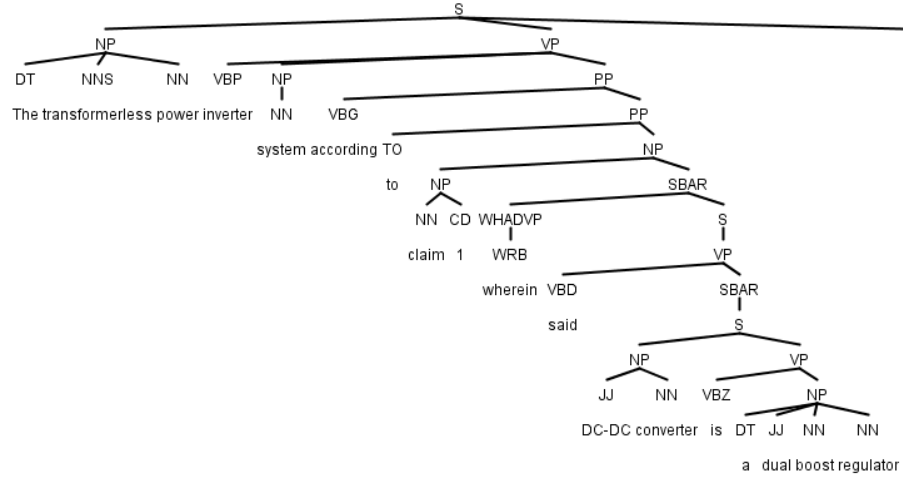 S
NP VP
DT NNS NN VBP NP PP
The transformerless power inverter NN VBG PP
system according TO NP
to NP SBAR
NN CD WHADVP S
claim 1 WRB VP
wherein VBD SBAR
said S
NP VP
JJ NN VBZ NP
DC-DC converter is DT JJ NN NN
a dual boost regulator